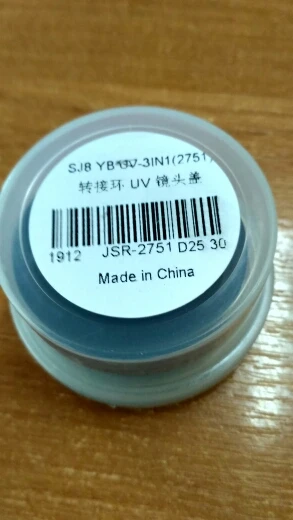 SJ8 YB-UV-3IN1(2751)
转接环 UV 镜头盖
1912 JSR-2751 D25 30
Made in China